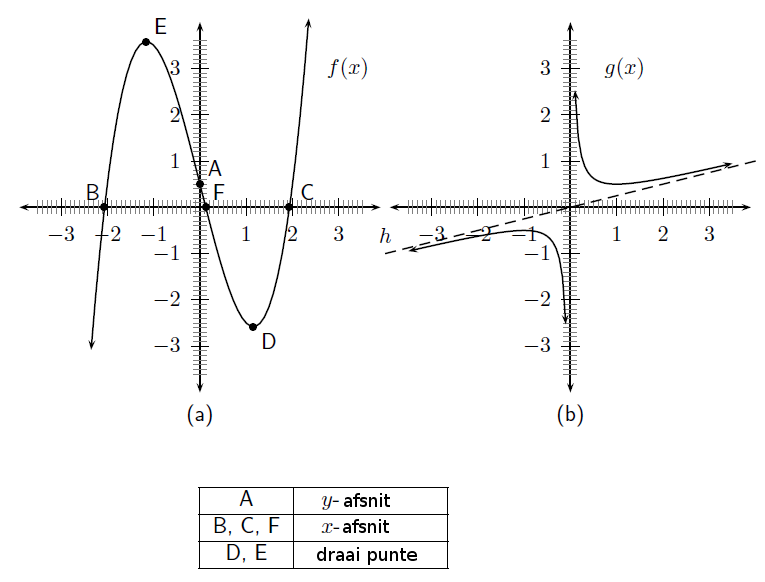 E
f(x)
g(x)
3
3
2
2
1
1
A
B
F
C
−3 −2 −1 1 2 3
h
−3 −2 −1 1 2 3
−1
−1
−2
−2
−3
−3
D
(a)
(b)
A y- afsnit
B, C, F x-afsnit
D, E draai punte